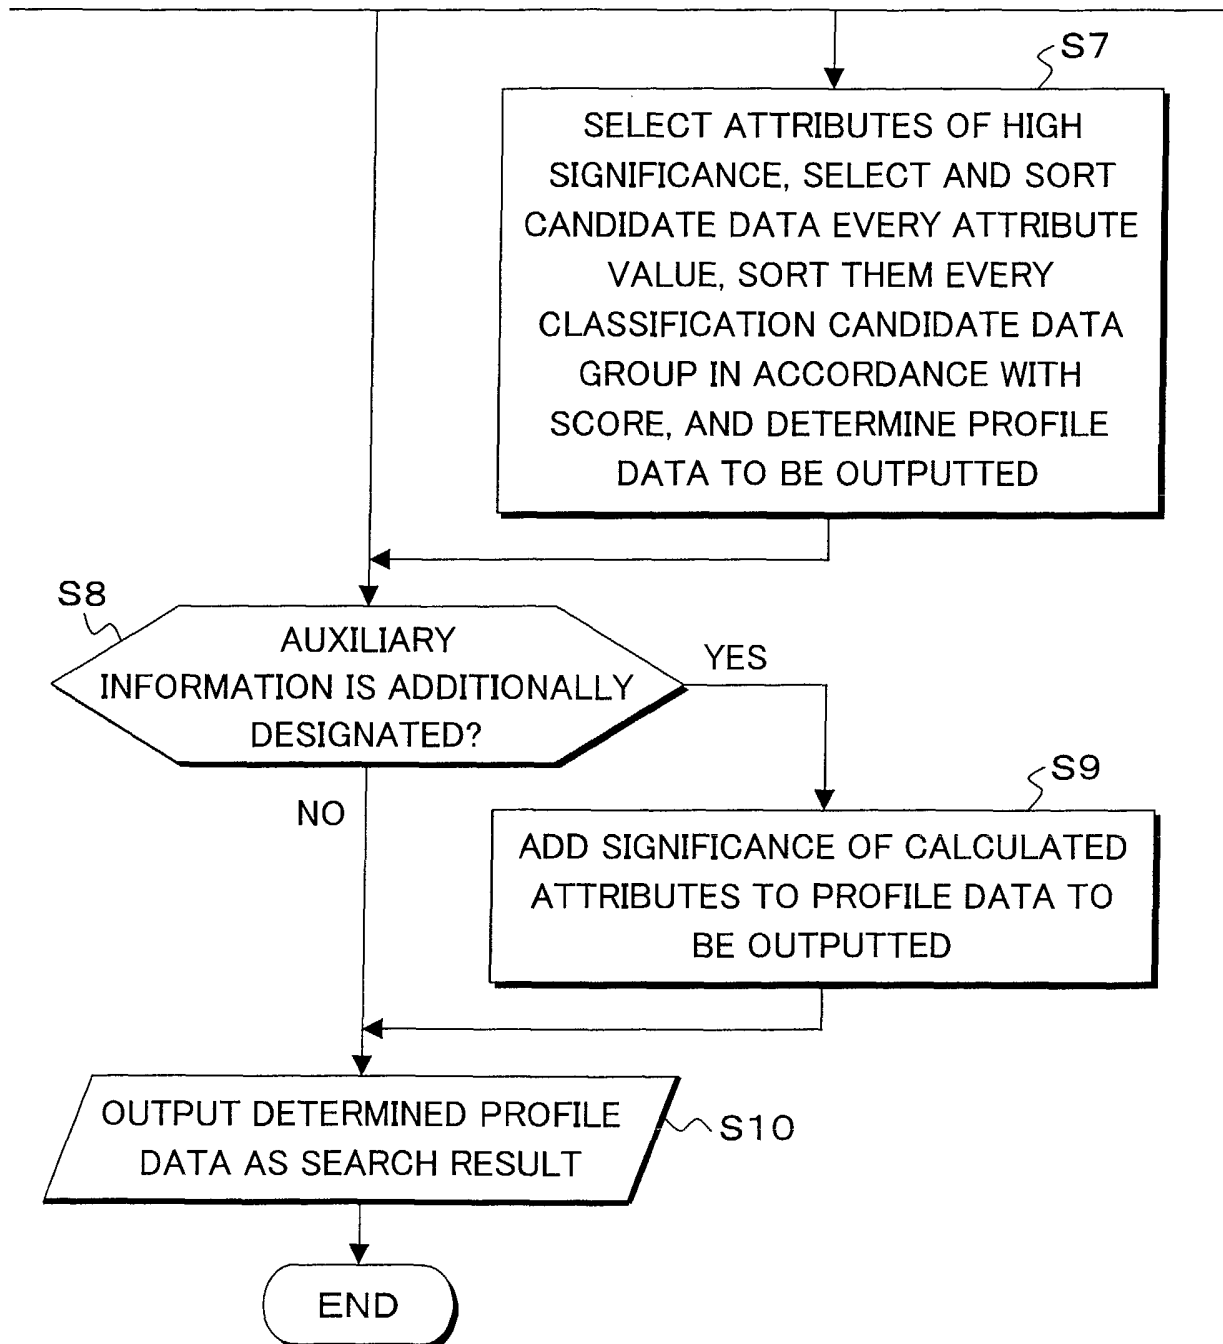 S7
SELECT ATTRIBUTES OF HIGH
SIGNIFICANCE, SELECT AND SORT
CANDIDATE DATA EVERY ATTRIBUTE
VALUE, SORT THEM EVERY
CLASSIFICATION CANDIDATE DATA
GROUP IN ACCORDANCE WITH
SCORE, AND DETERMINE PROFILE
DATA TO BE OUTPUTTED
S8
AUXILIARY
INFORMATION IS ADDITIONALLY
DESIGNATED?
YES
NO
S9
ADD SIGNIFICANCE OF CALCULATED
ATTRIBUTES TO PROFILE DATA TO
BE OUTPUTTED
OUTPUT DETERMINED PROFILE
DATA AS SEARCH RESULT
S10
END